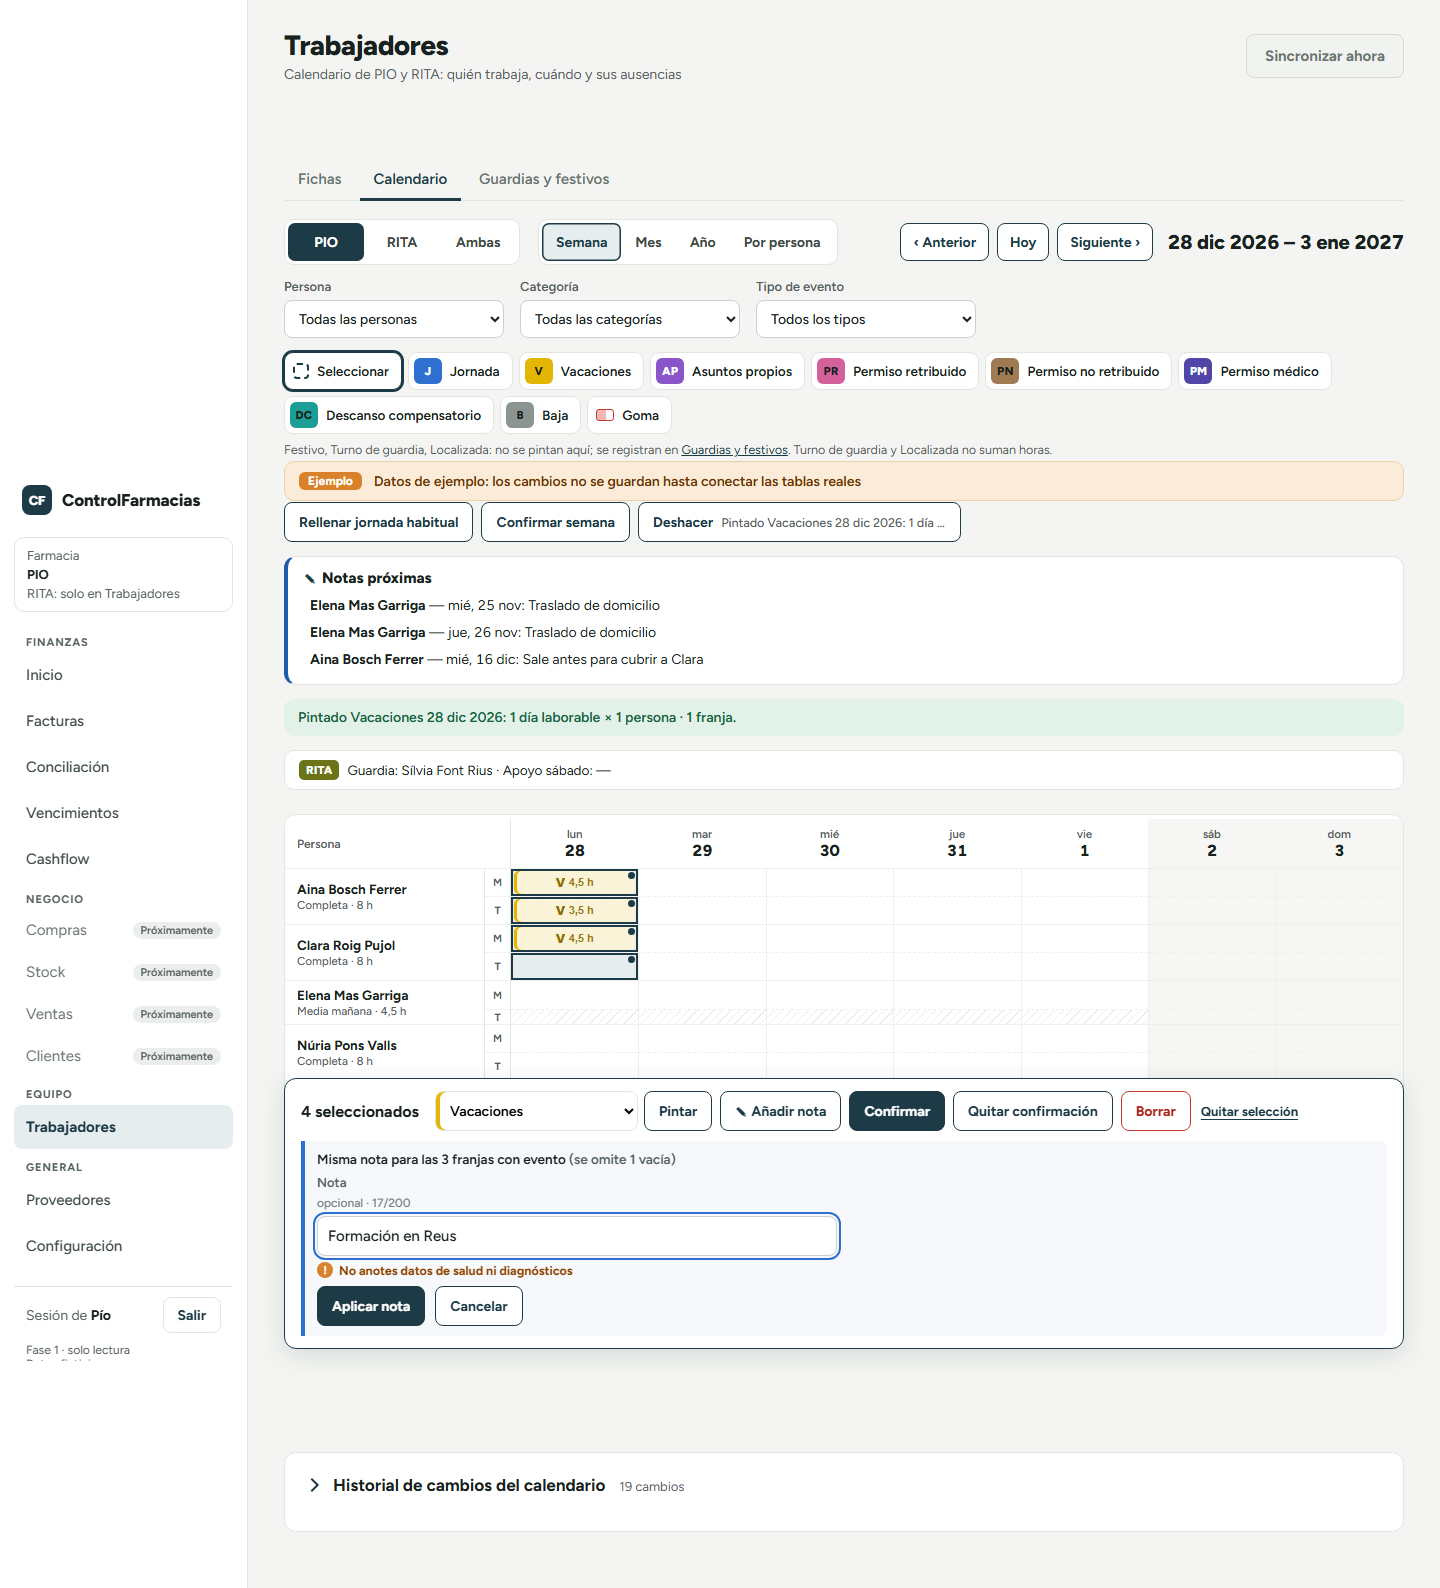 Trabajadores
Calendario de PIO y RITA: quién trabaja, cuándo y sus ausencias
Sincronizar ahora
Fichas
Calendario
Guardias y festivos
PIO
RITA
Ambas
Semana
Mes
Año
Por persona
‹ Anterior
Hoy
Siguiente ›
28 dic 2026 – 3 ene 2027
Persona
Categoría
Tipo de evento
Todas las personas
Todas las categorías
Todos los tipos
Seleccionar
J Jornada
V Vacaciones
AP Asuntos propios
PR Permiso retribuido
PN Permiso no retribuido
PM Permiso médico
DC Descanso compensatorio
B Baja
Goma
Festivo, Turno de guardia, Localizada: no se pintan aquí; se registran en Guardias y festivos. Turno de guardia y Localizada no suman horas.
Ejemplo Datos de ejemplo: los cambios no se guardan hasta conectar las tablas reales
Rellenar jornada habitual
Confirmar semana
Deshacer Pintado Vacaciones 28 dic 2026: 1 día ...
Notas próximas
Elena Mas Garriga — mié, 25 nov: Traslado de domicilio
Elena Mas Garriga — jue, 26 nov: Traslado de domicilio
Aina Bosch Ferrer — mié, 16 dic: Sale antes para cubrir a Clara
Pintado Vacaciones 28 dic 2026: 1 día laborable × 1 persona · 1 franja.
RITA Guardia: Sílvia Font Rius · Apoyo sábado: —
Persona
lun 28
mar 29
mié 30
jue 31
vie 1
sáb 2
dom 3
Aina Bosch Ferrer
Completa · 8 h
M
V 4,5 h
T
V 3,5 h
Clara Roig Pujol
Completa · 8 h
M
V 4,5 h
T
Elena Mas Garriga
Media mañana · 4,5 h
M
T
Núria Pons Valls
Completa · 8 h
M
T
4 seleccionados
Vacaciones
Pintar
Añadir nota
Confirmar
Quitar confirmación
Borrar
Quitar selección
Misma nota para las 3 franjas con evento (se omite 1 vacía)
Nota
opcional · 17/200
Formación en Reus
! No anotes datos de salud ni diagnósticos
Aplicar nota
Cancelar
Historial de cambios del calendario 19 cambios
CF ControlFarmacias
Farmacia
PIO
RITA: solo en Trabajadores
FINANZAS
Inicio
Facturas
Conciliación
Vencimientos
Cashflow
NEGOCIO
Compras Próximamente
Stock Próximamente
Ventas Próximamente
Clientes Próximamente
EQUIPO
Trabajadores
GENERAL
Proveedores
Configuración
Sesión de Pío
Salir
Fase 1 · solo lectura